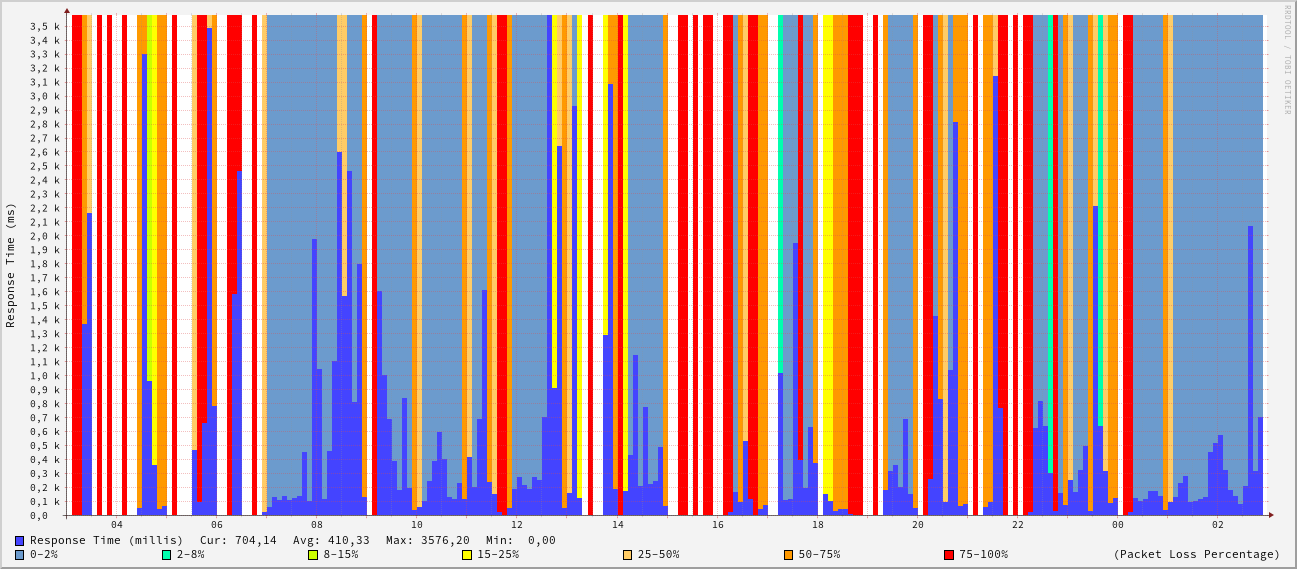 RRDTOOL / TOBI OETIKER
Response Time (ms)
3,5 k
3,4 k
3,3 k
3,2 k
3,1 k
3,0 k
2,9 k
2,8 k
2,7 k
2,6 k
2,5 k
2,4 k
2,3 k
2,2 k
2,1 k
2,0 k
1,9 k
1,8 k
1,7 k
1,6 k
1,5 k
1,4 k
1,3 k
1,2 k
1,1 k
1,0 k
0,9 k
0,8 k
0,7 k
0,6 k
0,5 k
0,4 k
0,3 k
0,2 k
0,1 k
0,0
04 06 08 10 12 14 16 18 20 22 00 02
Response Time (millis) Cur: 704,14 Avg: 410,33 Max: 3576,20 Min: 0,00
0-2% 2-8% 8-15% 15-25% 25-50% 50-75% 75-100% (Packet Loss Percentage)